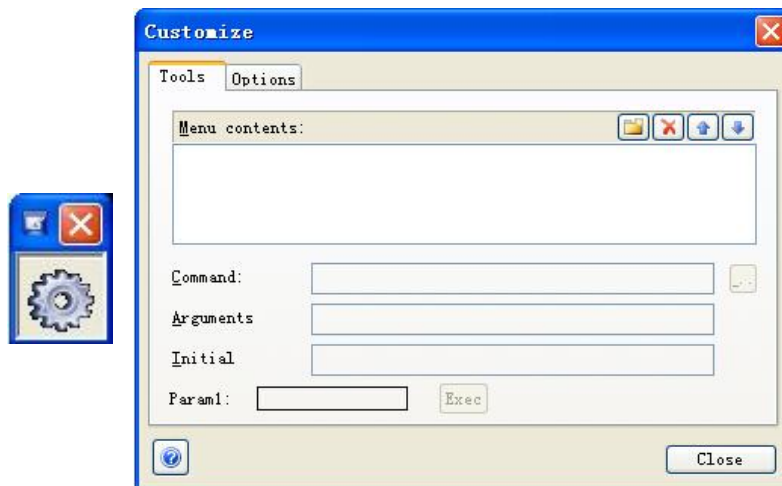 Customize
Tools Options
Menu contents:
Command:
Arguments
Initial
Param1: Exec
Close